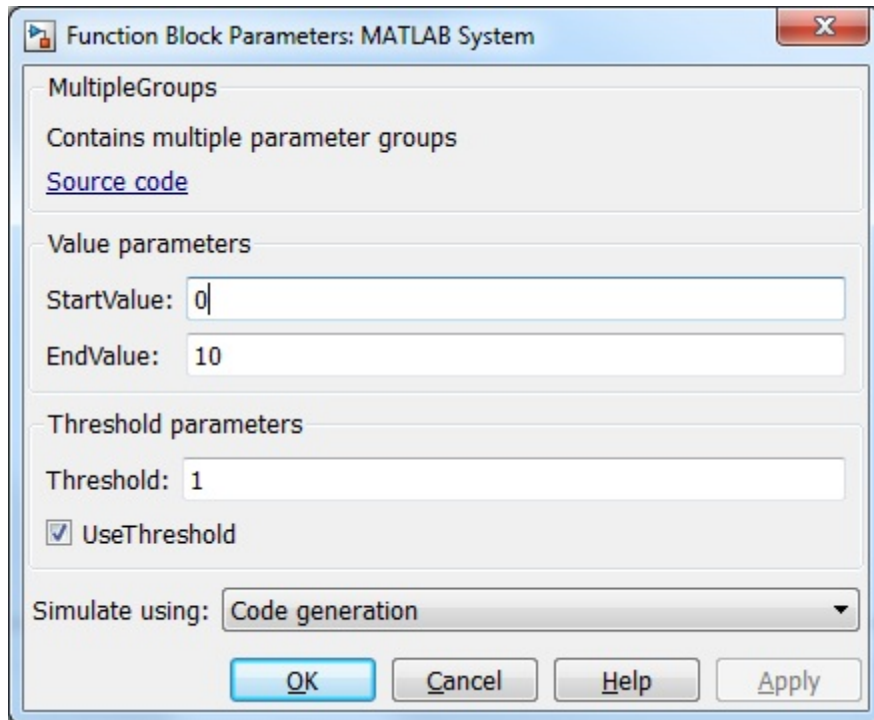 Function Block Parameters: MATLAB System
MultipleGroups
Contains multiple parameter groups
Source code
Value parameters
StartValue: 0
EndValue: 10
Threshold parameters
Threshold: 1
UseThreshold
Simulate using: Code generation
OK Cancel Help Apply